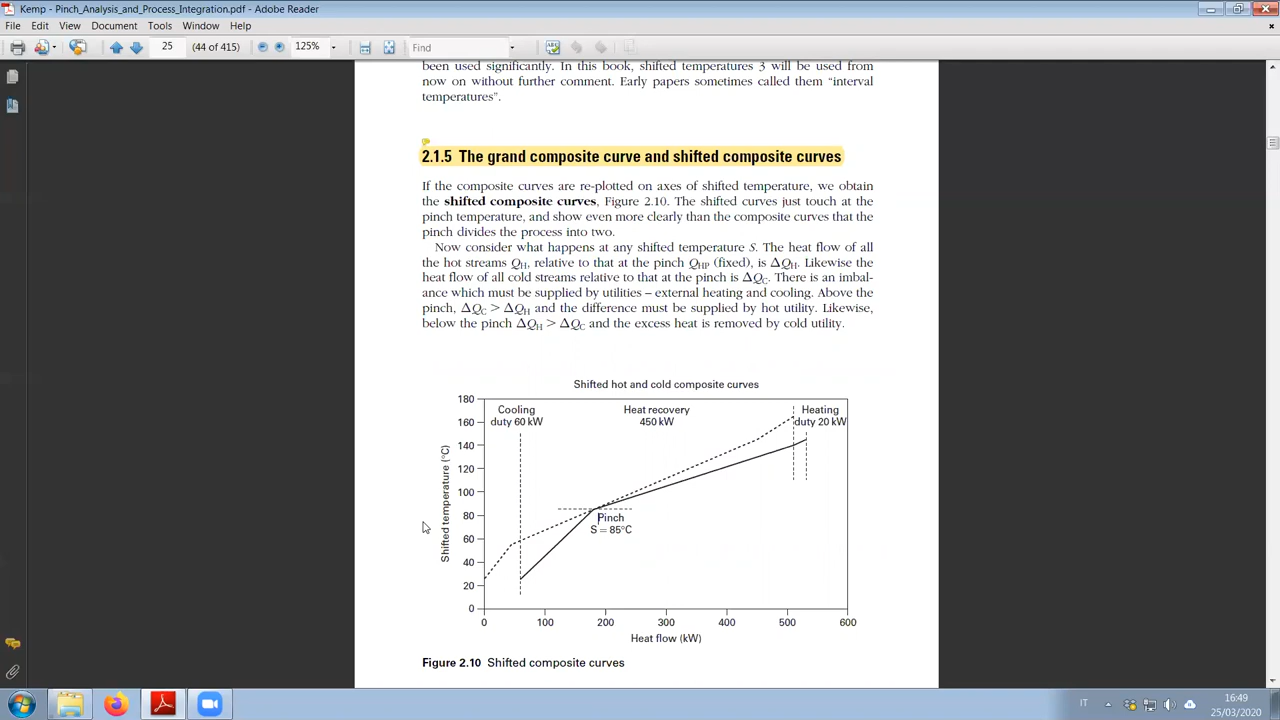 Kemp - Pinch_Analysis_and_Process_Integration.pdf - Adobe Reader
File Edit View Document Tools Window Help
25 (44 of 415) 125% Find
been used significantly. In this book, shifted temperatures 3 will be used from
now on without further comment. Early papers sometimes called them “interval
temperatures”.
2.1.5 The grand composite curve and shifted composite curves
If the composite curves are re-plotted on axes of shifted temperature, we obtain
the shifted composite curves, Figure 2.10. The shifted curves just touch at the
pinch temperature, and show even more clearly than the composite curves that the
pinch divides the process into two.
Now consider what happens at any shifted temperature S. The heat flow of all
the hot streams QH, relative to that at the pinch QHP (fixed), is ΔQH. Likewise the
heat flow of all cold streams relative to that at the pinch is ΔQC. There is an imbal-
ance which must be supplied by utilities – external heating and cooling. Above the
pinch, ΔQC > ΔQH and the difference must be supplied by hot utility. Likewise,
below the pinch ΔQH > ΔQC and the excess heat is removed by cold utility.
Shifted hot and cold composite curves
Cooling
duty 60 kW
Heat recovery
450 kW
Heating
duty 20 kW
Shifted temperature (°C)
180
160
140
120
100
80
60
40
20
0
Pinch
S = 85°C
0 100 200 300 400 500 600
Heat flow (kW)
Figure 2.10 Shifted composite curves
IT
16:49
25/03/2020